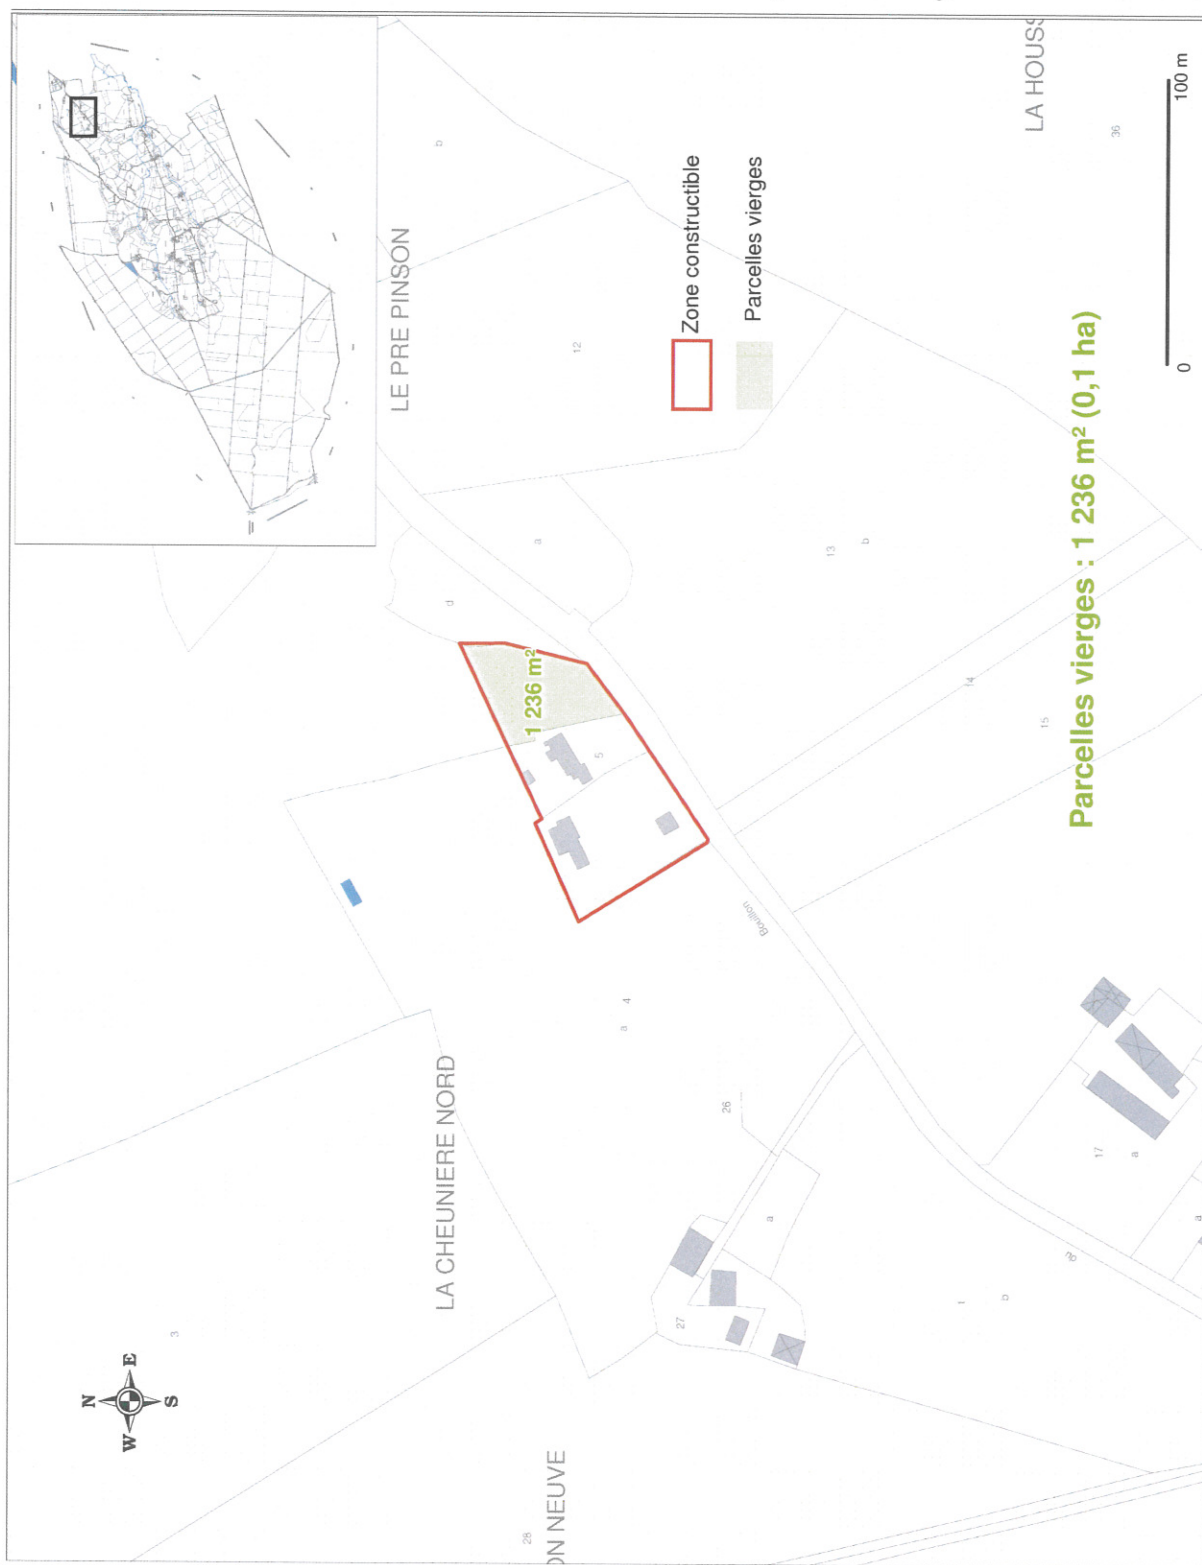 LE PRE PINSON
LA HOUSS
LA CHEUNIERE NORD
ON NEUVE
N
W
E
S
1 236 m²
Zone constructible
Parcelles vierges
Parcelles vierges : 1 236 m² (0,1 ha)
0
100 m
Bouillon
b
12
36
d
a
13
b
14
15
5
4
a
26
27
a
17
a
1
b
3
28
a